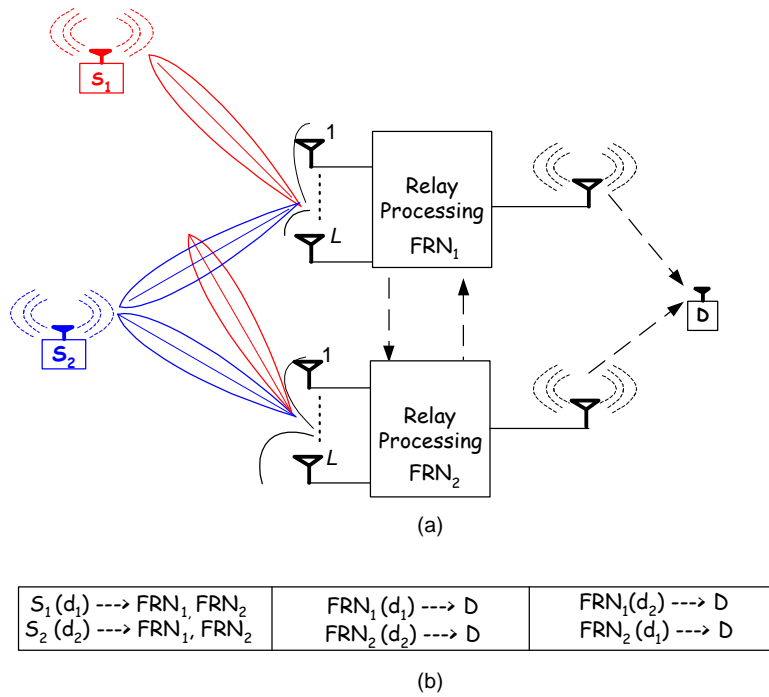 S₁
1
Relay
Processing
FRN₁
L
D
S₂
1
Relay
Processing
FRN₂
L
(a)
S₁ (d₁) ---> FRN₁, FRN₂
S₂ (d₂) ---> FRN₁, FRN₂
FRN₁ (d₁) ---> D
FRN₂ (d₂) ---> D
FRN₁(d₂) ---> D
FRN₂ (d₁) ---> D
(b)